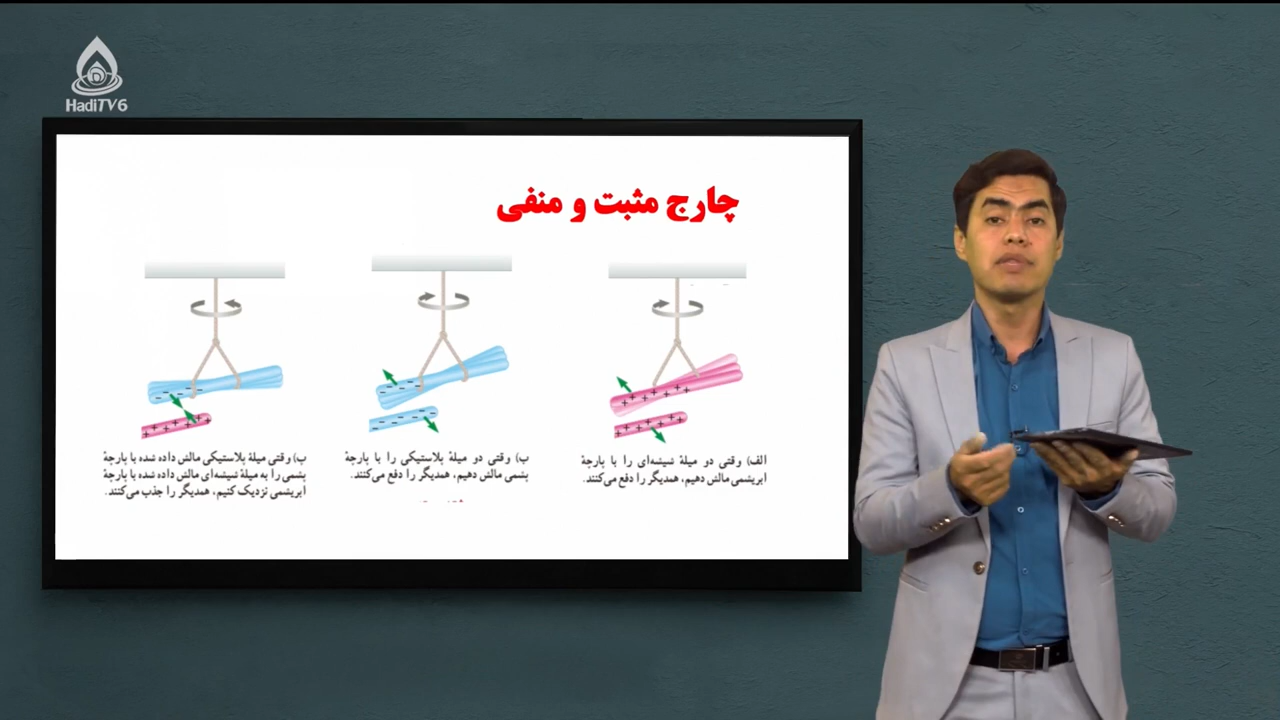 HadiTV6
چارج مثبت و منفی
الف) وقتی دو میلهٔ شیشه‌ای را با پارچهٔ
ابریشمی مالش دهیم، همدیگر را دفع می‌کنند.
ب) وقتی دو میلهٔ پلاستیکی را با پارچهٔ
پشمی مالش دهیم، همدیگر را دفع می‌کنند.
ب) وقتی میلهٔ پلاستیکی مالش داده شده با پارچهٔ
پشمی را به میلهٔ شیشه‌ای مالش داده شده با پارچهٔ
ابریشمی نزدیک کنیم، همدیگر را جذب می‌کنند.